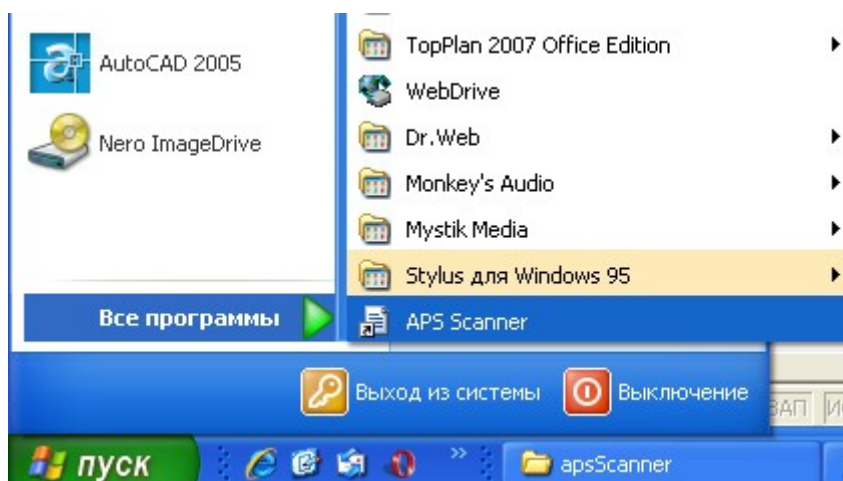 AutoCAD 2005
Nero ImageDrive
TopPlan 2007 Office Edition
WebDrive
Dr.Web
Monkey's Audio
Mystik Media
Stylus для Windows 95
Все программы
APS Scanner
Выход из системы
Выключение
ЗАП
пуск
apsScanner